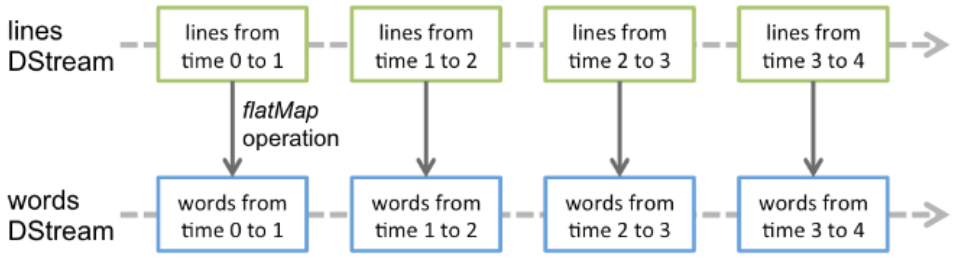 lines
DStream
lines from
time 0 to 1
lines from
time 1 to 2
lines from
time 2 to 3
lines from
time 3 to 4
flatMap
operation
words
DStream
words from
time 0 to 1
words from
time 1 to 2
words from
time 2 to 3
words from
time 3 to 4